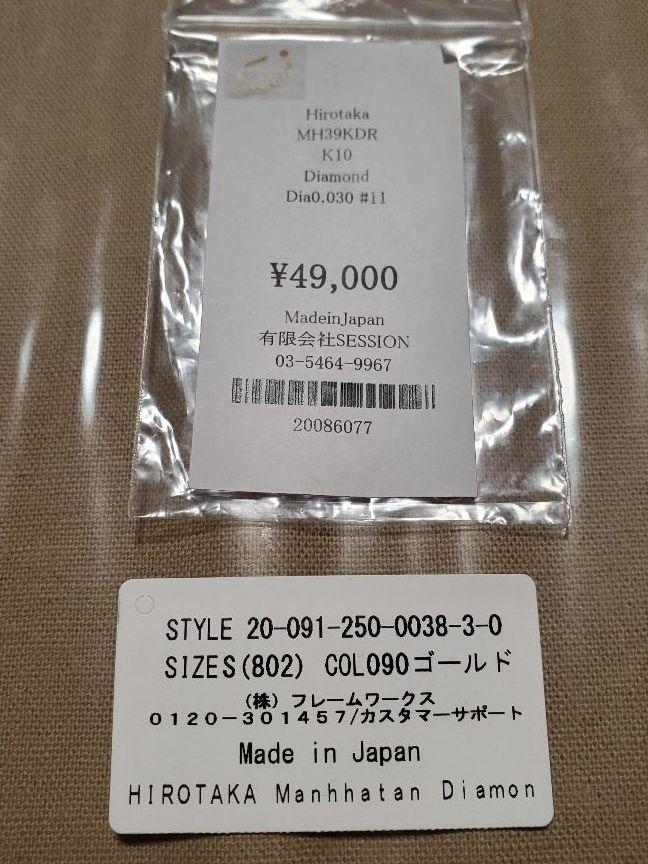 Hirotaka
MH39KDR
K10
Diamond
Dia0.030 #11
¥49,000
MadeinJapan
有限会社SESSION
03-5464-9967
20086077
STYLE 20-091-250-0038-3-0
SIZES(802) COL090ゴールド
(株) フレームワークス
0120-301457/カスタマーサポート
Made in Japan
HIROTAKA Manhhatan Diamon